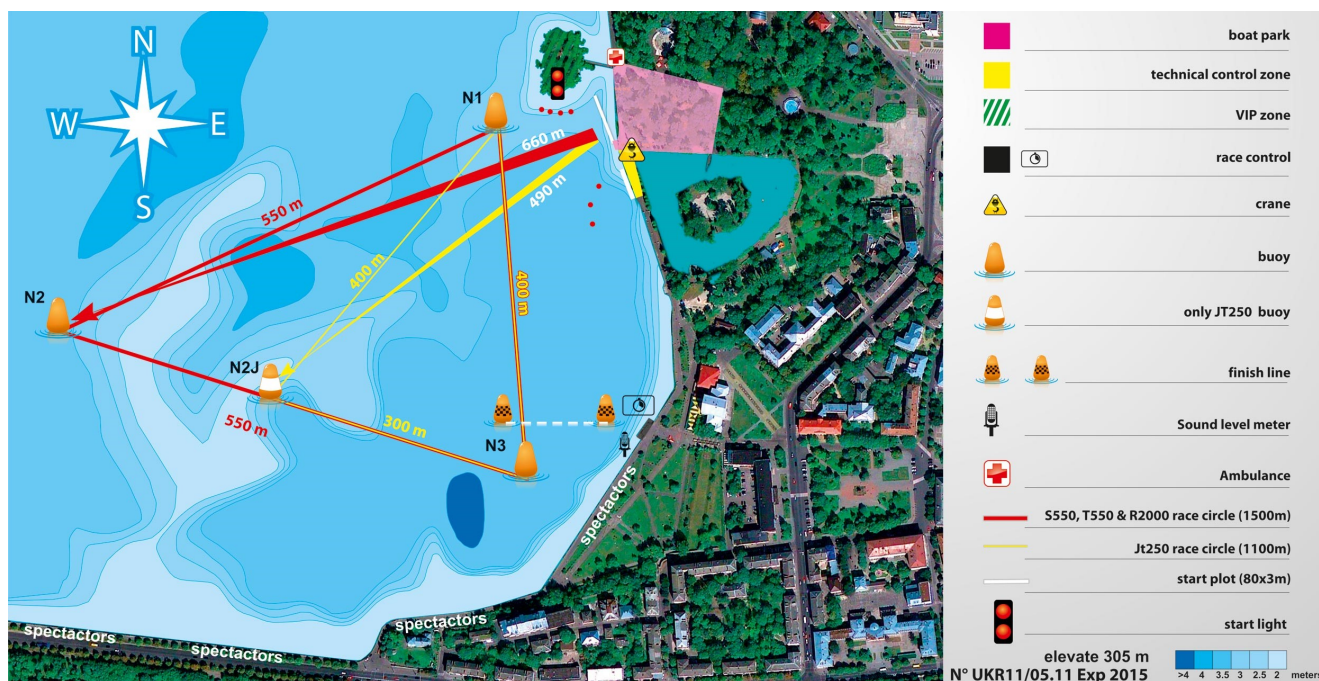 N
W
E
S
N1
660 m
490 m
550 m
400 m
400 m
N2
N2J
550 m
300 m
N3
spectactors
spectactors
spectactors
spectactors
boat park
technical control zone
VIP zone
race control
crane
buoy
only JT250 buoy
finish line
Sound level meter
Ambulance
S550, T550 & R2000 race circle (1500m)
Jt250 race circle (1100m)
start plot (80x3m)
start light
elevate 305 m
N° UKR11/05.11 Exp 2015
>4 4 3.5 3 2.5 2 meters